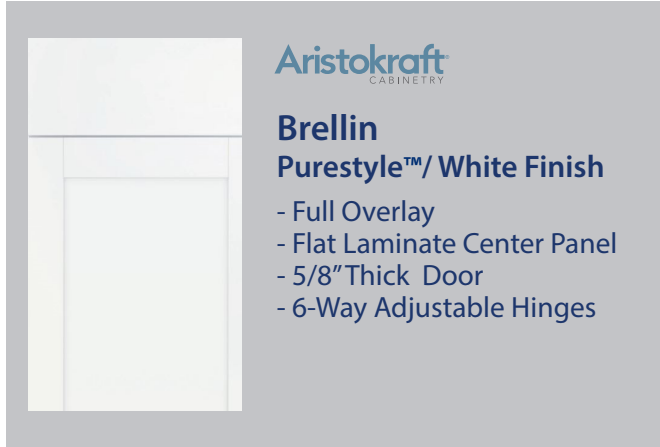 Aristokraft
CABINETRY
Brellin
Purestyle™/ White Finish
- Full Overlay
- Flat Laminate Center Panel
- 5/8” Thick Door
- 6-Way Adjustable Hinges